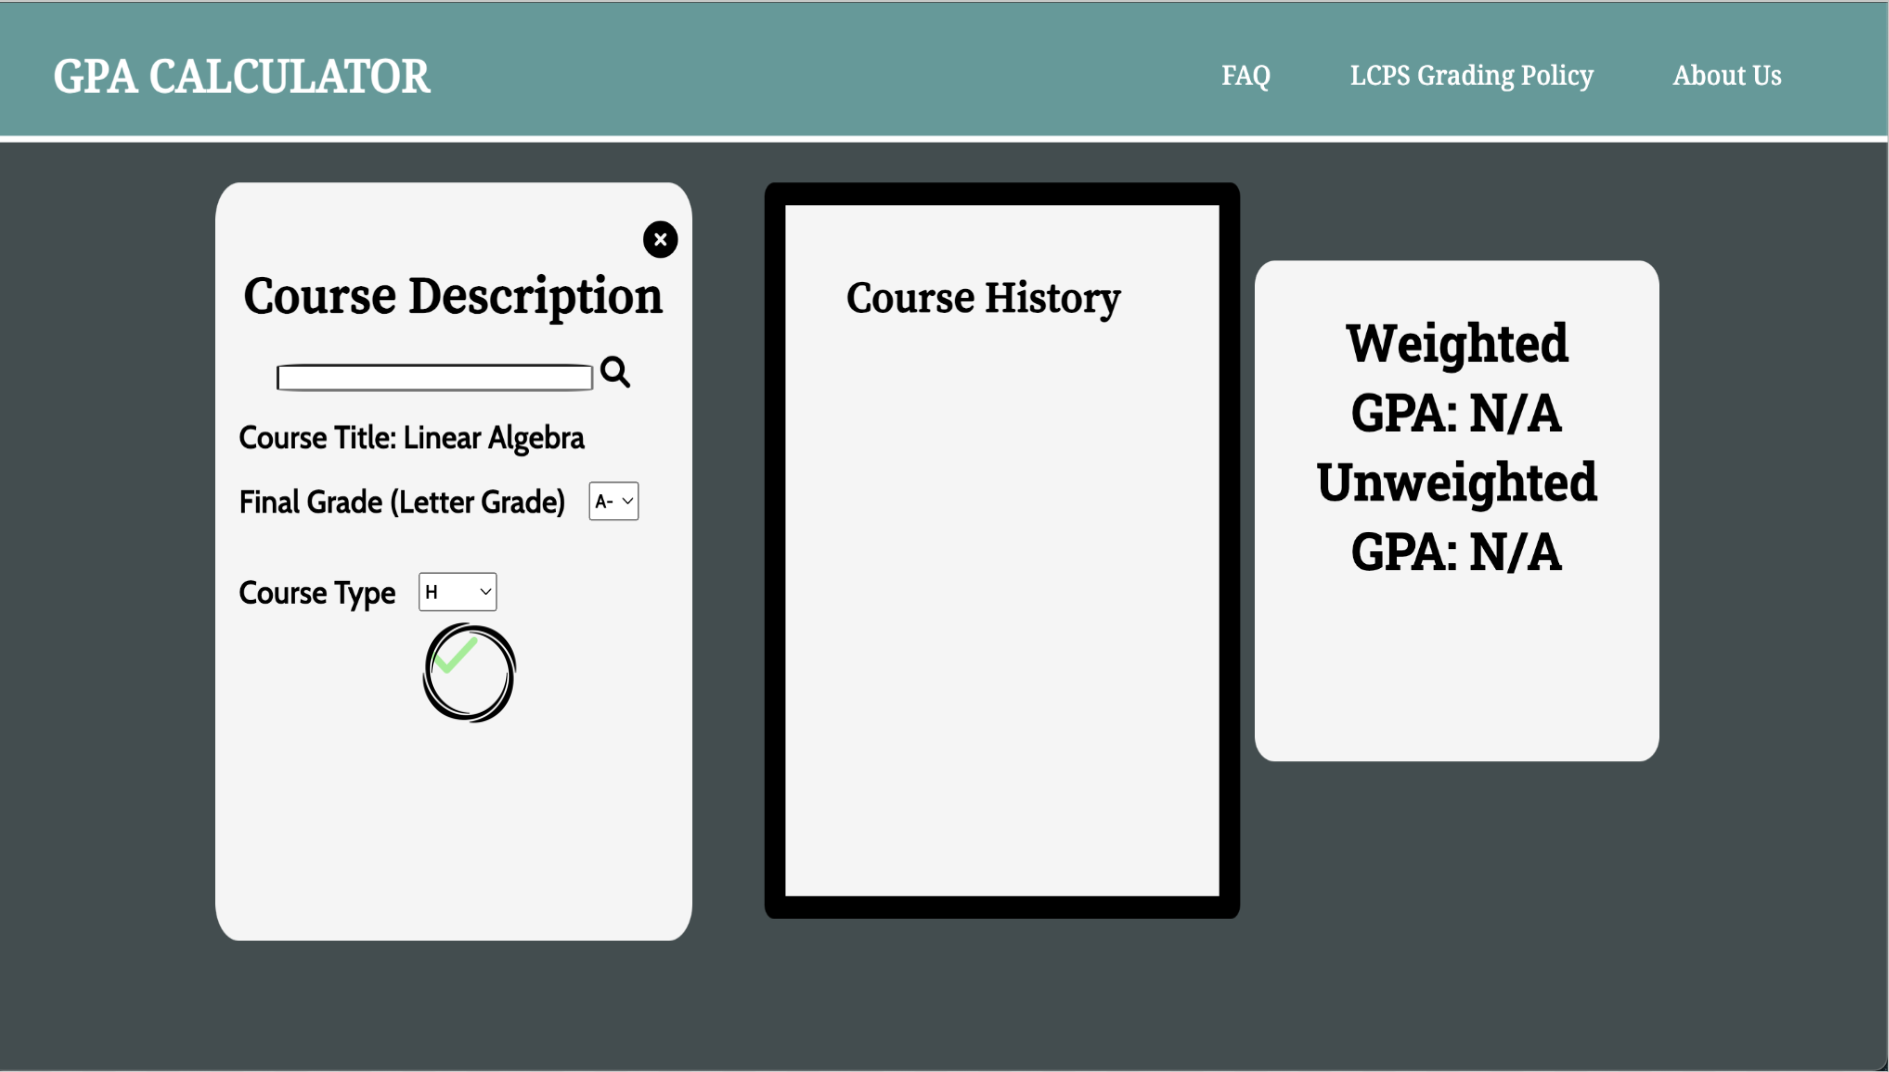 GPA CALCULATOR
FAQ
LCPS Grading Policy
About Us
Course Description
Course Title: Linear Algebra
Final Grade (Letter Grade) A-
Course Type H
Course History
Weighted
GPA: N/A
Unweighted
GPA: N/A